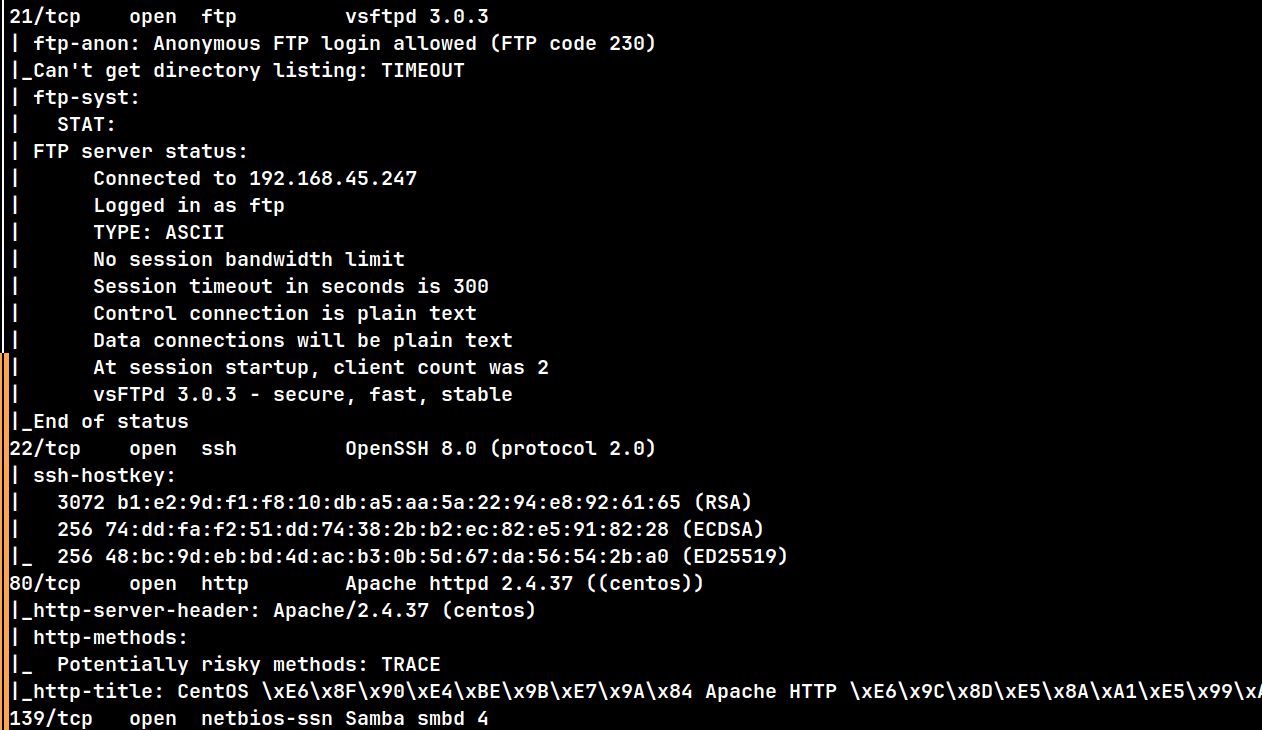 21/tcp    open  ftp         vsftpd 3.0.3
| ftp-anon: Anonymous FTP login allowed (FTP code 230)
|_Can't get directory listing: TIMEOUT
| ftp-syst:
|   STAT:
| FTP server status:
|      Connected to 192.168.45.247
|      Logged in as ftp
|      TYPE: ASCII
|      No session bandwidth limit
|      Session timeout in seconds is 300
|      Control connection is plain text
|      Data connections will be plain text
|      At session startup, client count was 2
|      vsFTPd 3.0.3 - secure, fast, stable
|_End of status
22/tcp    open  ssh         OpenSSH 8.0 (protocol 2.0)
| ssh-hostkey:
|   3072 b1:e2:9d:f1:f8:10:db:a5:aa:5a:22:94:e8:92:61:65 (RSA)
|   256 74:dd:fa:f2:51:dd:74:38:2b:b2:ec:82:e5:91:82:28 (ECDSA)
|_  256 48:bc:9d:eb:bd:4d:ac:b3:0b:5d:67:da:56:54:2b:a0 (ED25519)
80/tcp    open  http        Apache httpd 2.4.37 ((centos))
|_http-server-header: Apache/2.4.37 (centos)
| http-methods:
|_  Potentially risky methods: TRACE
|_http-title: CentOS \xE6\x8F\x90\xE4\xBE\x9B\xE7\x9A\x84 Apache HTTP \xE6\x9C\x8D\xE5\x8A\xA1\xE5\x99\x
139/tcp   open  netbios-ssn Samba smbd 4